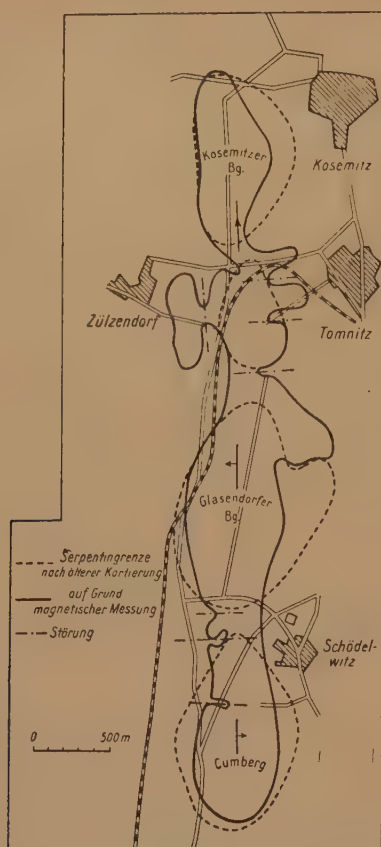 Kosemitzer
Bg.
Kosemitz
Zülzendorf
Tomnitz
Glasendorfer
Bg.
Serpentingrenze
nach älterer Kartierung
auf Grund
magnetischer Messung
Störung
Schödel-
witz
0 500m
Cumberg